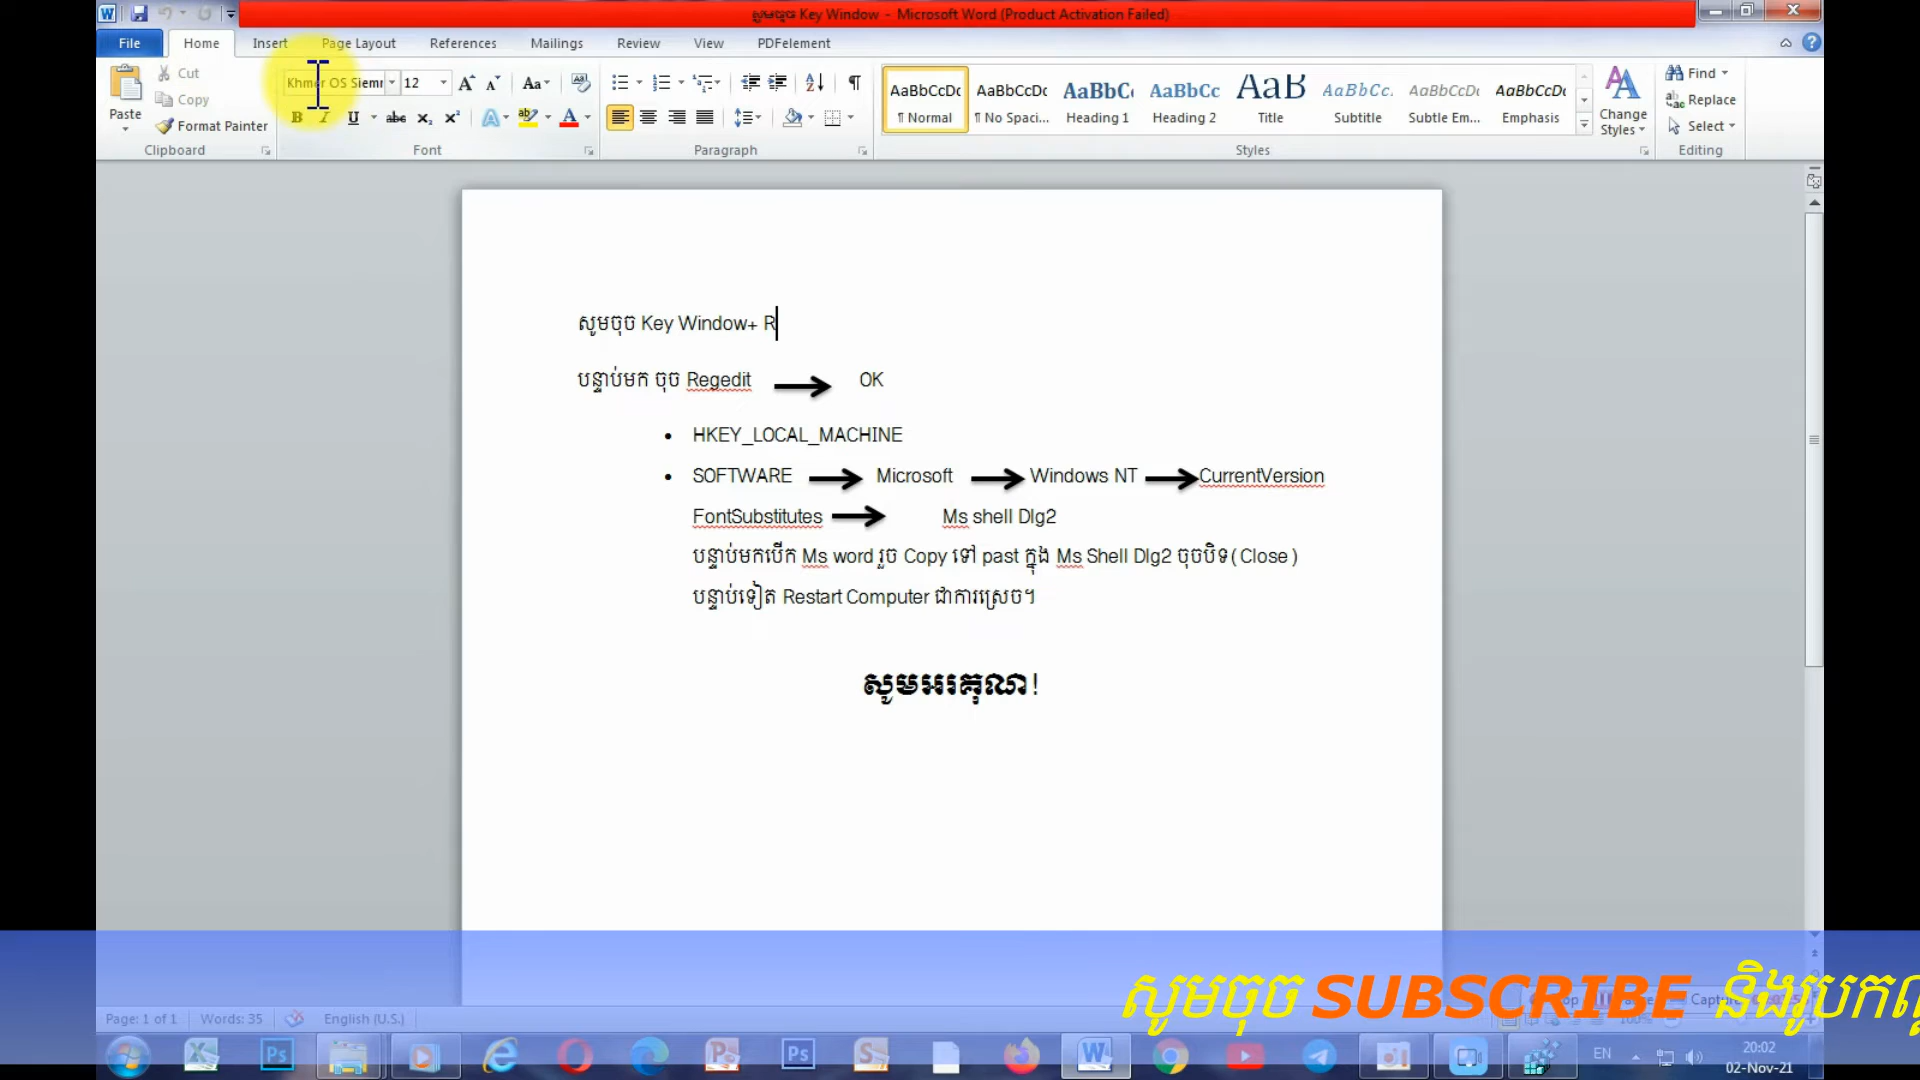 សូមចុច Key Window - Microsoft Word (Product Activation Failed)
File Home Insert Page Layout References Mailings Review View PDFelement
Cut
Copy
Paste
Format Painter
Clipboard
Khmer OS Siemr 12
Font
Paragraph
AaBbCcDc AaBbCcDc AaBbC AaBbCc AaB AaBbCc. AaBbCcDc AaBbCcDc
¶ Normal ¶ No Spaci... Heading 1 Heading 2 Title Subtitle Subtle Em... Emphasis
Styles
Change Styles
Find
Replace
Select
Editing
សូមចុច Key Window+ R
បន្ទាប់មក ចុច Regedit OK
• HKEY_LOCAL_MACHINE
• SOFTWARE Microsoft Windows NT CurrentVersion
FontSubstitutes Ms shell Dlg2
បន្ទាប់មកបើក Ms word រួច Copy ទៅ past ក្នុង Ms Shell Dlg2 ចុចបិទ(Close)
បន្ទាប់ទៀត Restart Computer ជាការស្រេច។
សូមអរគុណ!
សូមចុច SUBSCRIBE និងរូបកណ្ដ
Page: 1 of 1 Words: 35 English (U.S.)
EN
20:02
02-Nov-21